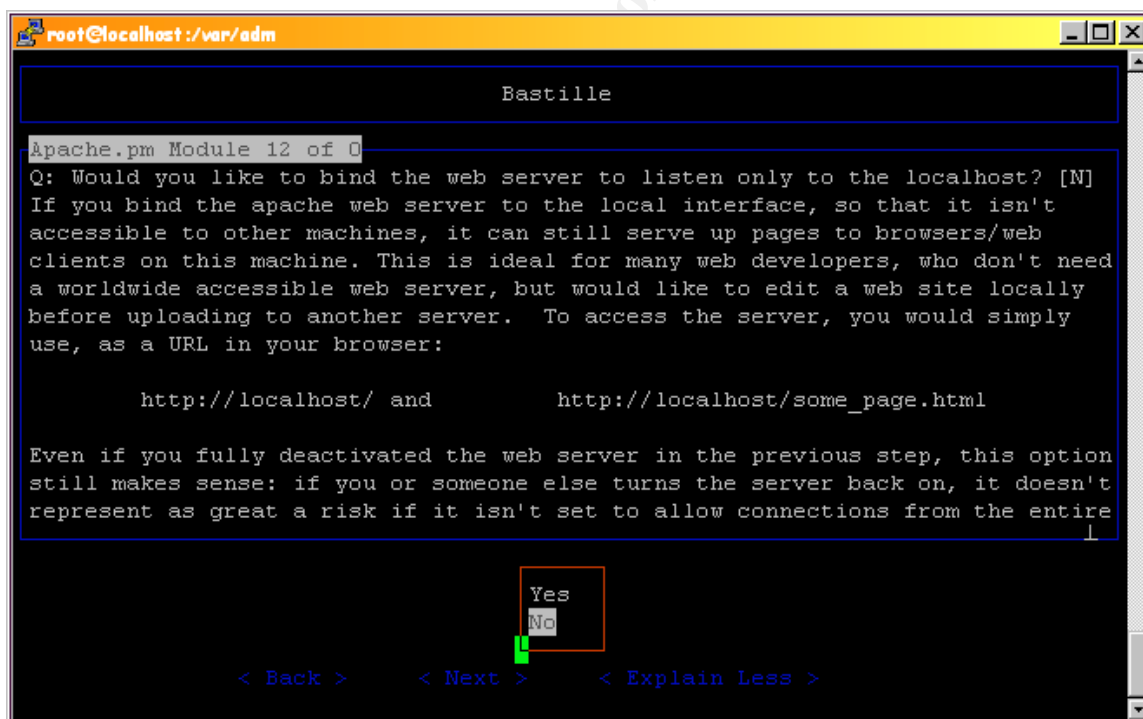 root@localhost:/var/adm
Bastille
Apache.pm Module 12 of O
Q: Would you like to bind the web server to listen only to the localhost? [N]
If you bind the apache web server to the local interface, so that it isn't
accessible to other machines, it can still serve up pages to browsers/web
clients on this machine. This is ideal for many web developers, who don't need
a worldwide accessible web server, but would like to edit a web site locally
before uploading to another server.  To access the server, you would simply
use, as a URL in your browser:
http://localhost/ and http://localhost/some_page.html
Even if you fully deactivated the web server in the previous step, this option
still makes sense: if you or someone else turns the server back on, it doesn't
represent as great a risk if it isn't set to allow connections from the entire
Yes
No
< Back > < Next > < Explain Less >